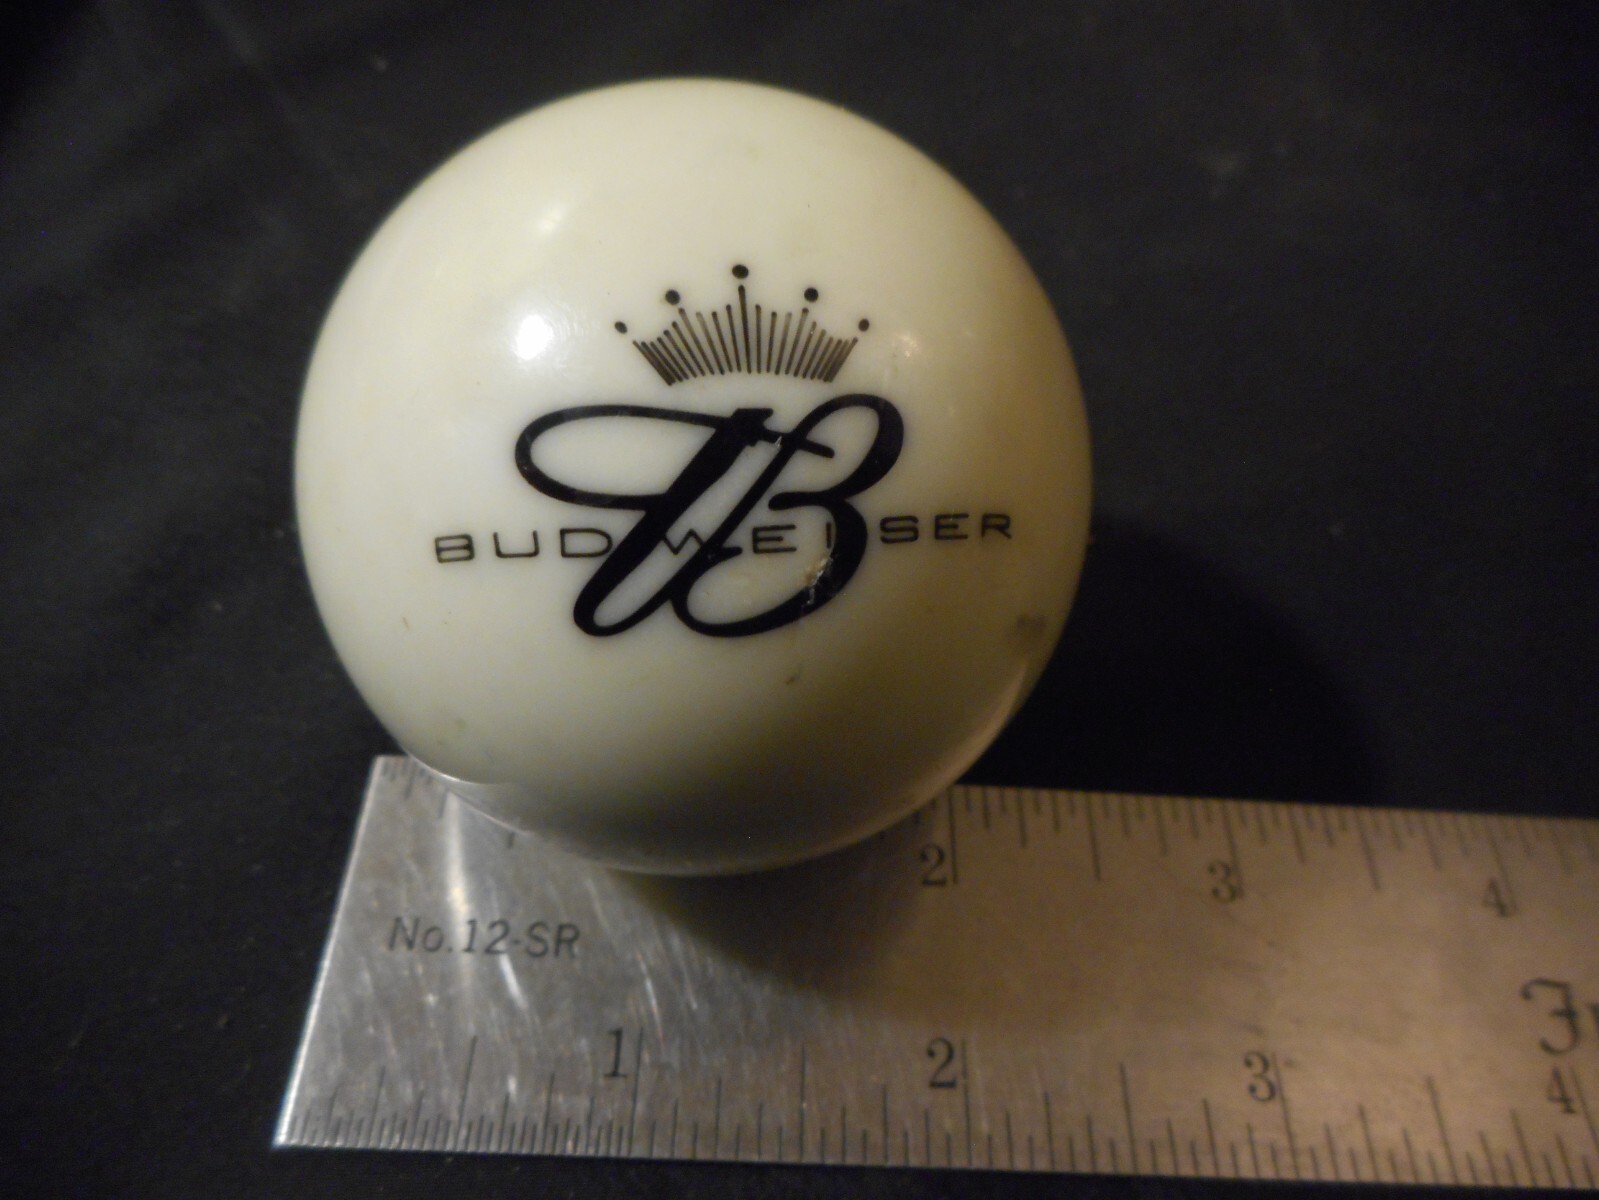 B
BUDWEISER
2 3 4
No.12-SR
1 2 3 4